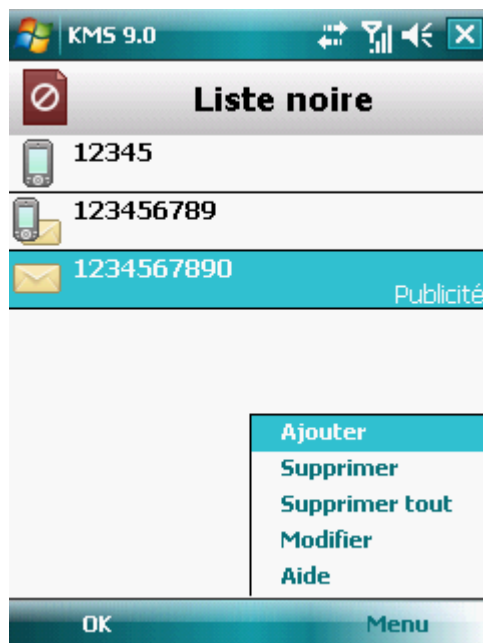 KMS 9.0
Liste noire
12345
123456789
1234567890
Publicité
Ajouter
Supprimer
Supprimer tout
Modifier
Aide
OK Menu